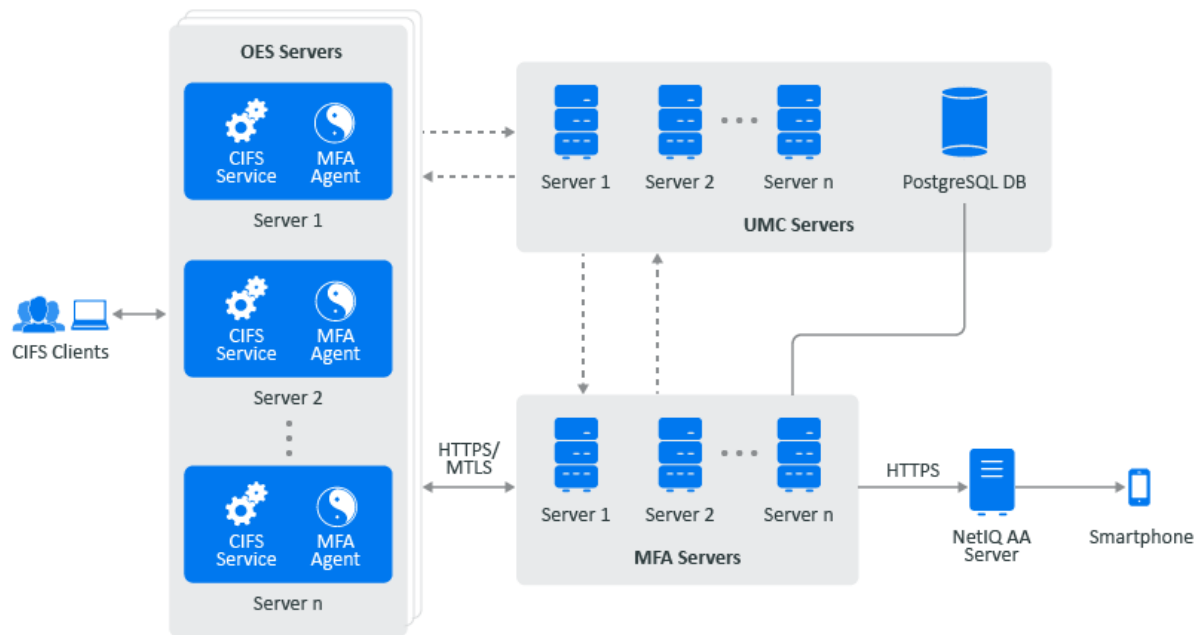 OES Servers
CIFS
Service
MFA
Agent
Server 1
CIFS
Service
MFA
Agent
Server 2
CIFS
Service
MFA
Agent
Server n
CIFS Clients
Server 1
Server 2
Server n
PostgreSQL DB
UMC Servers
HTTPS/
MTLS
Server 1
Server 2
Server n
MFA Servers
HTTPS
NetIQ AA
Server
Smartphone